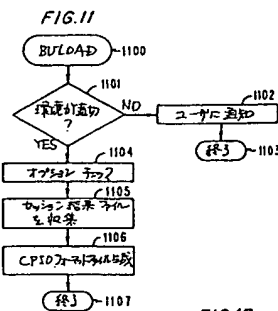 FIG.11
BULOAD
1100
1101
環境が適切
?
NO
1102
ユーザに通知
1103
終了
YES
1104
オプション チェック
1105
セッション結果ファイル
を収集
1106
CPIOフォーマットファイル生成
終了
1107